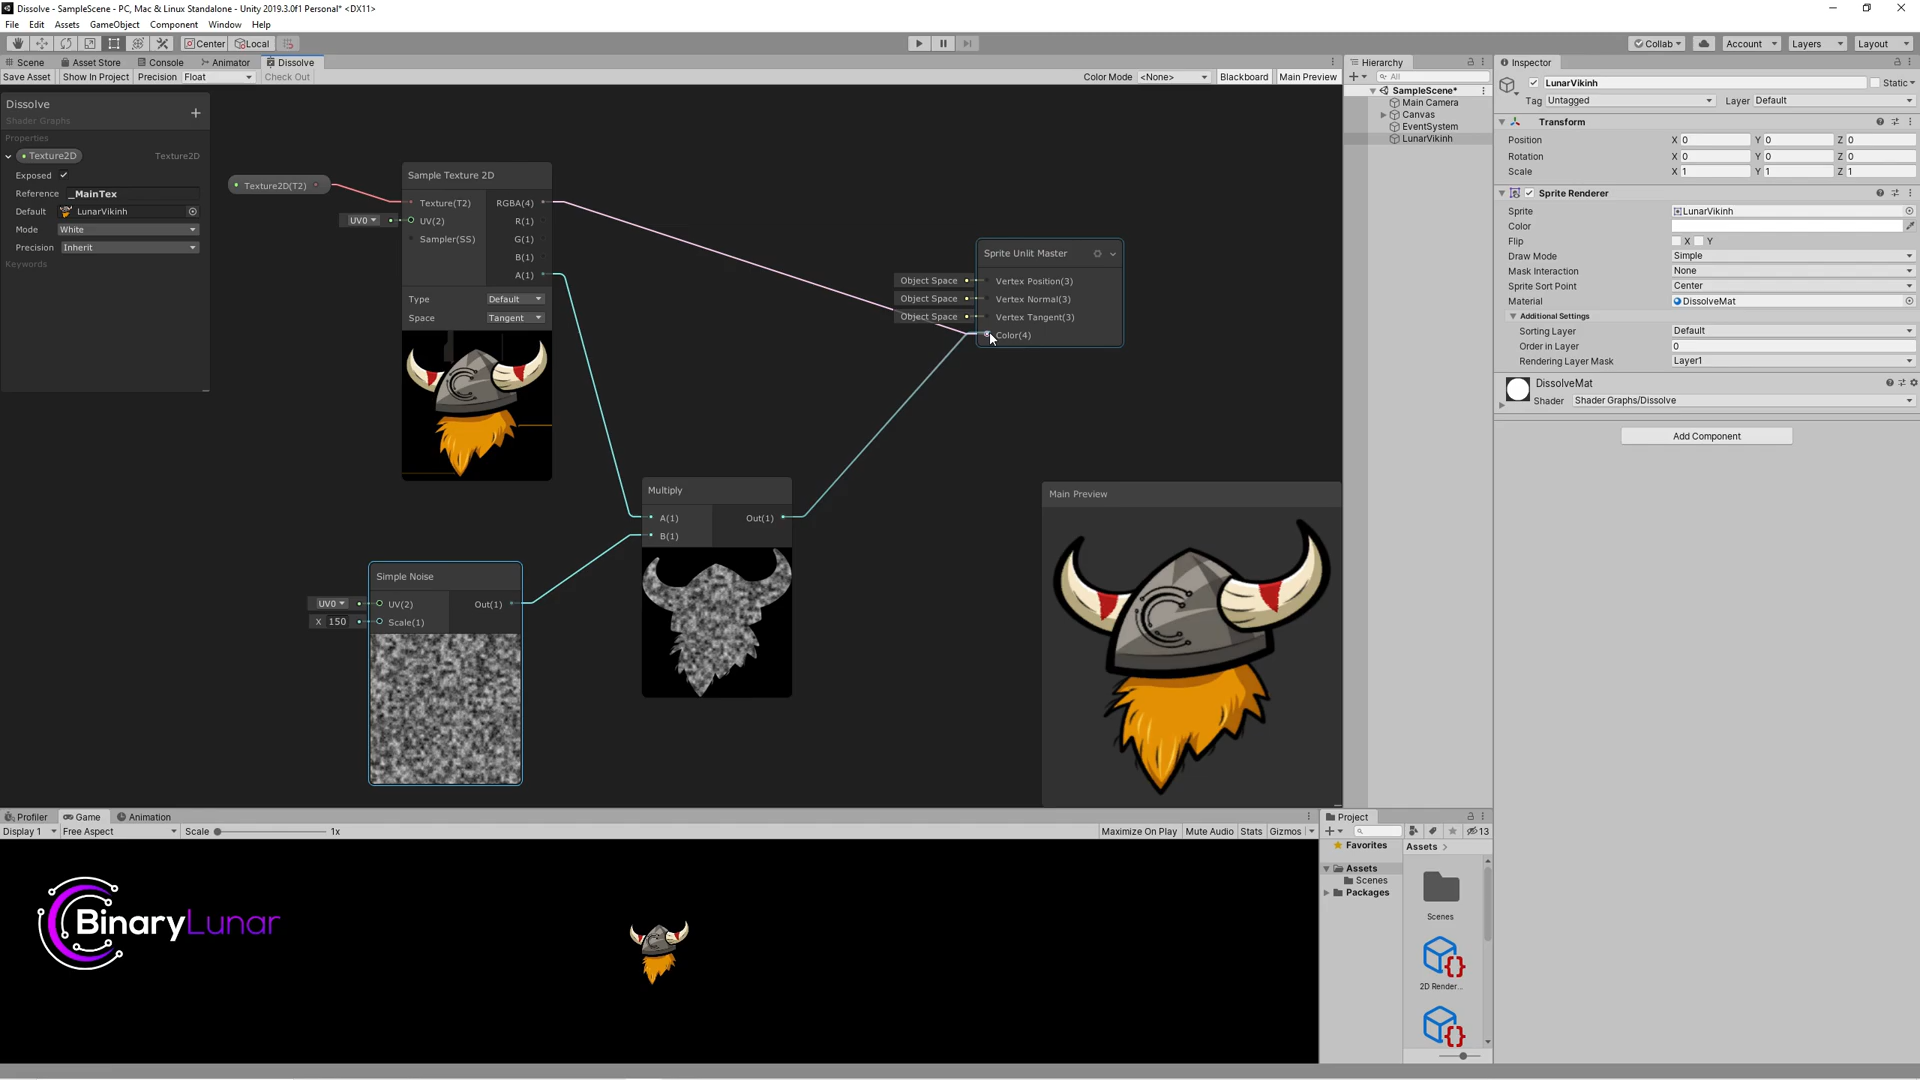 Dissolve - SampleScene - PC, Mac & Linux Standalone - Unity 2019.3.0f1 Personal* <DX11>
File Edit Assets GameObject Component Window Help
Center Local Collab Account Layers Layout
Scene Asset Store Console Animator Dissolve
Save Asset Show In Project Precision Float Check Out Color Mode <None> Blackboard Main Preview
Dissolve
Shader Graphs
Properties
Texture2D Texture2D
Exposed
Reference _MainTex
Default LunarVikinh
Mode White
Precision Inherit
Keywords
Texture2D(T2)
UV0
Sample Texture 2D
Texture(T2) RGBA(4)
UV(2) R(1)
Sampler(SS) G(1)
B(1)
A(1)
Type Default
Space Tangent
Sprite Unlit Master
Object Space Vertex Position(3)
Object Space Vertex Normal(3)
Object Space Vertex Tangent(3)
Color(4)
Multiply
A(1) Out(1)
B(1)
Simple Noise
UV0 UV(2) Out(1)
X 150 Scale(1)
Main Preview
Hierarchy
All
SampleScene*
Main Camera
Canvas
EventSystem
LunarVikinh
Inspector
LunarVikinh Static
Tag Untagged Layer Default
Transform
Position X 0 Y 0 Z 0
Rotation X 0 Y 0 Z 0
Scale X 1 Y 1 Z 1
Sprite Renderer
Sprite LunarVikinh
Color
Flip X Y
Draw Mode Simple
Mask Interaction None
Sprite Sort Point Center
Material DissolveMat
Additional Settings
Sorting Layer Default
Order in Layer 0
Rendering Layer Mask Layer1
DissolveMat
Shader Shader Graphs/Dissolve
Add Component
Profiler Game Animation
Display 1 Free Aspect Scale 1x Maximize On Play Mute Audio Stats Gizmos
BinaryLunar
Project
13
Favorites
Assets
Scenes
Packages
Assets
Scenes
2D Render...